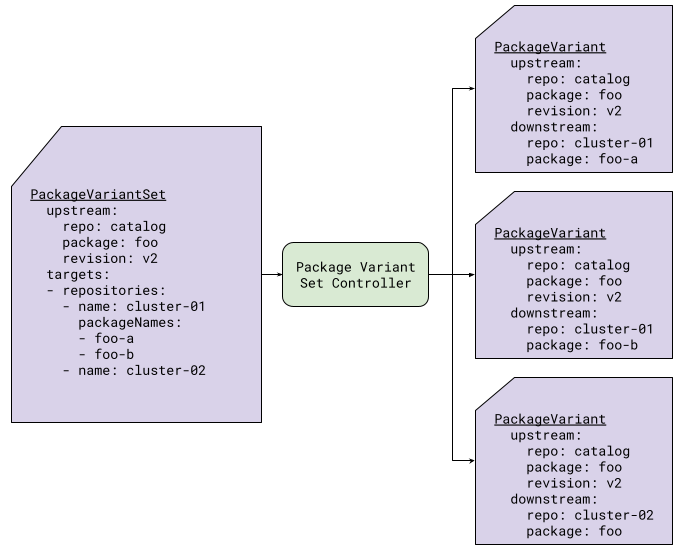 PackageVariantSet
  upstream:
    repo: catalog
    package: foo
    revision: v2
  targets:
  - repositories:
    - name: cluster-01
      packageNames:
      - foo-a
      - foo-b
    - name: cluster-02
Package Variant
Set Controller
PackageVariant
  upstream:
    repo: catalog
    package: foo
    revision: v2
  downstream:
    repo: cluster-01
    package: foo-a
PackageVariant
  upstream:
    repo: catalog
    package: foo
    revision: v2
  downstream:
    repo: cluster-01
    package: foo-b
PackageVariant
  upstream:
    repo: catalog
    package: foo
    revision: v2
  downstream:
    repo: cluster-02
    package: foo